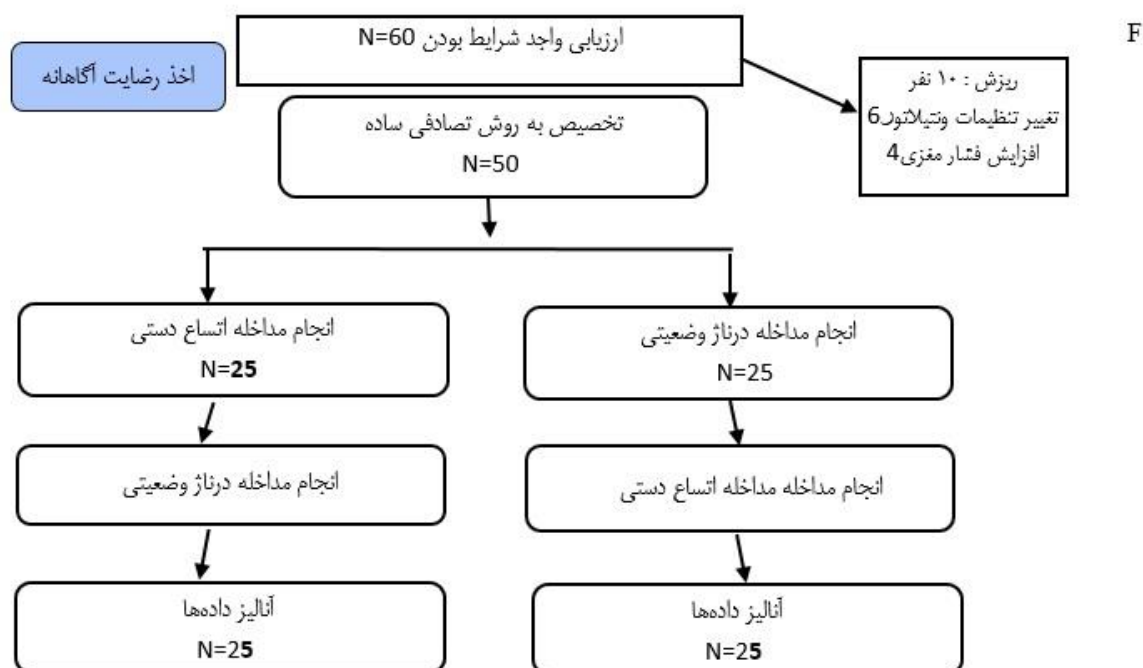 F
ارزیابی واجد شرایط بودن N=60
اخذ رضایت آگاهانه
ریزش : ۱۰ نفر
تغییر تنظیمات ونتیلاتور6
افزایش فشار مغزی4
تخصیص به روش تصادفی ساده
N=50
انجام مداخله درناژ وضعیتی
N=25
انجام مداخله اتساع دستی
N=25
انجام مداخله مداخله اتساع دستی
انجام مداخله درناژ وضعیتی
آنالیز داده‌ها
N=25
آنالیز داده‌ها
N=25